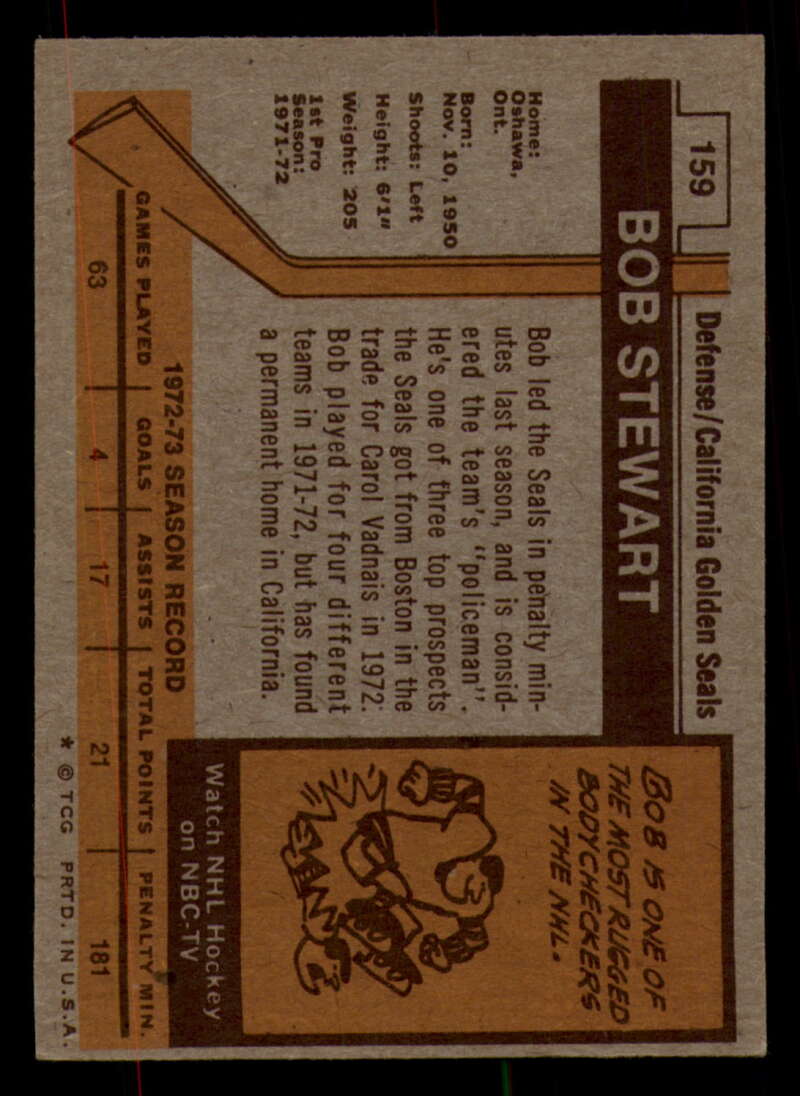 159
Defense/California Golden Seals
BOB STEWART
Home:
Oshawa,
Ont.
Born:
Nov. 10, 1950
Shoots: Left
Height: 6'1"
Weight: 205
1st Pro
Season:
1971-72
Bob led the Seals in penalty min-
utes last season, and is consid-
ered the team's "policeman".
He's one of three top prospects
the Seals got from Boston in the
trade for Carol Vadnais in 1972.
Bob played for four different
teams in 1971-72, but has found
a permanent home in California.
BOB IS ONE OF
THE MOST RUGGED
BODYCHECKERS
IN THE NHL.
Watch NHL Hockey
on NBC-TV
1972-73 SEASON RECORD
GAMES PLAYED GOALS ASSISTS TOTAL POINTS PENALTY MIN.
63 4 17 21 181
* © TCG PRTD. IN U.S.A.